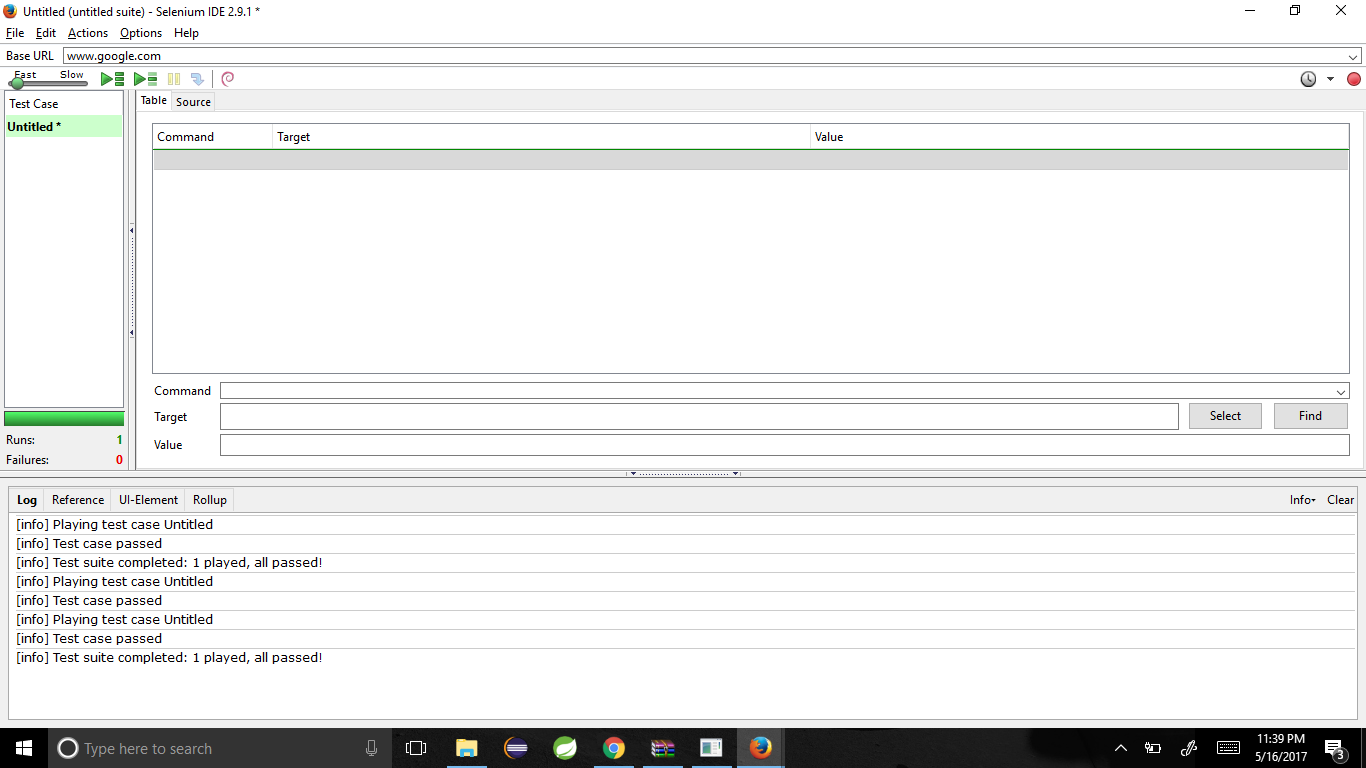 Untitled (untitled suite) - Selenium IDE 2.9.1 *
File Edit Actions Options Help
Base URL www.google.com
Fast Slow
Test Case
Untitled *
Runs: 1
Failures: 0
Table Source
Command Target Value
Command
Target Select Find
Value
Log Reference UI-Element Rollup Info Clear
[info] Playing test case Untitled
[info] Test case passed
[info] Test suite completed: 1 played, all passed!
[info] Playing test case Untitled
[info] Test case passed
[info] Playing test case Untitled
[info] Test case passed
[info] Test suite completed: 1 played, all passed!
Type here to search
11:39 PM
5/16/2017
3